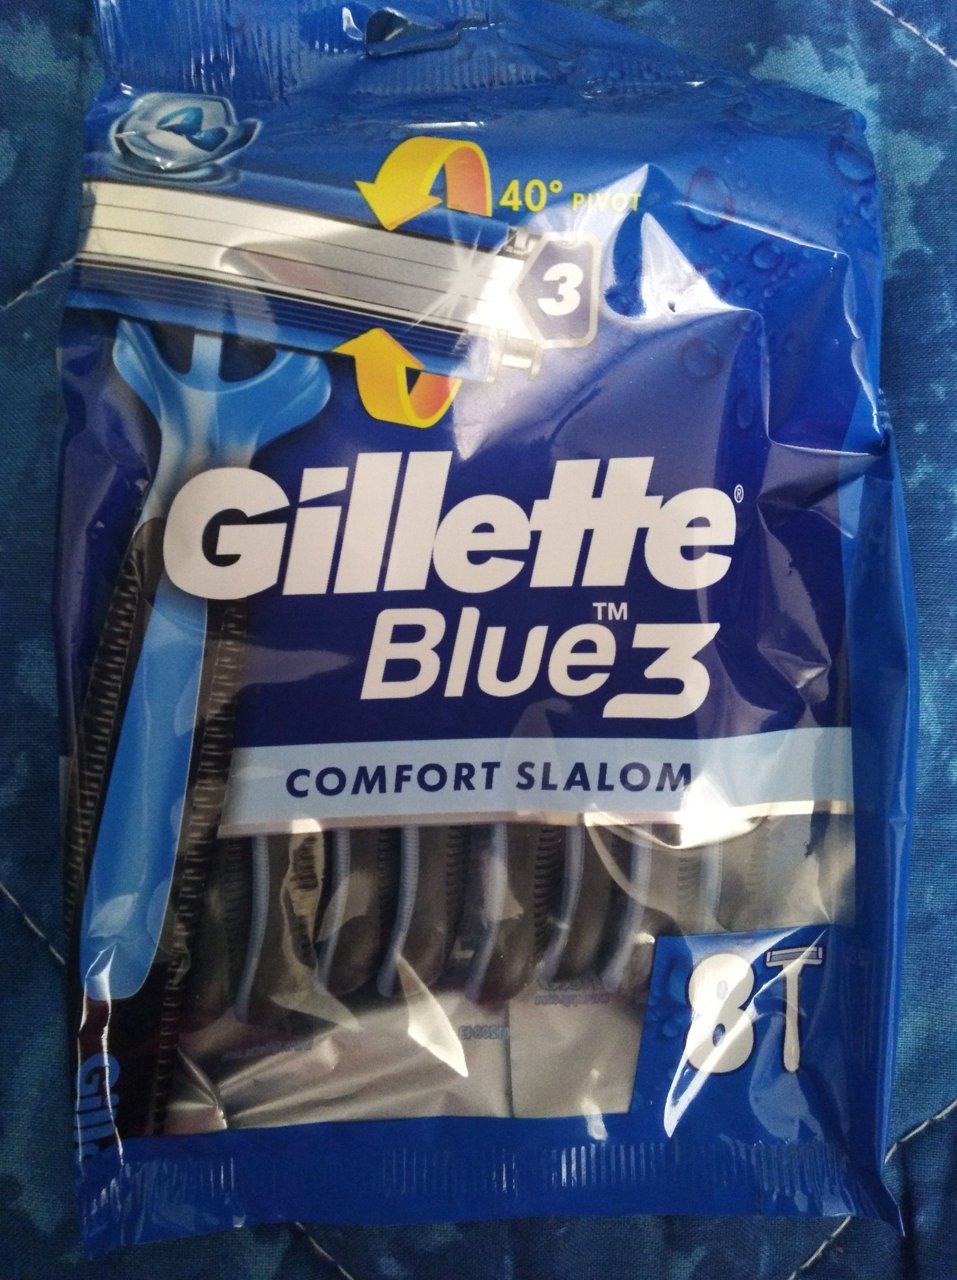 40° PIVOT
3
Gillette®
Blue™3
COMFORT SLALOM
8